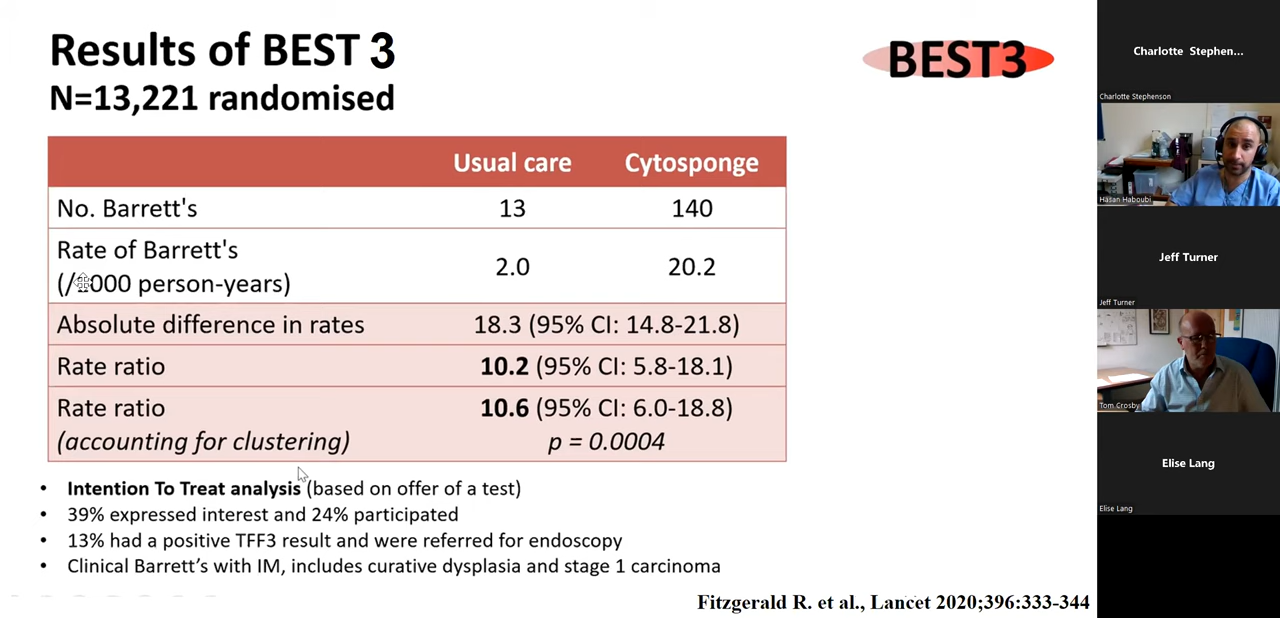 Results of BEST 3
N=13,221 randomised
BEST3
Usual care Cytosponge
No. Barrett's 13 140
Rate of Barrett's
(/ 000 person-years) 2.0 20.2
Absolute difference in rates 18.3 (95% CI: 14.8-21.8)
Rate ratio 10.2 (95% CI: 5.8-18.1)
Rate ratio 10.6 (95% CI: 6.0-18.8)
(accounting for clustering) p = 0.0004
• Intention To Treat analysis (based on offer of a test)
• 39% expressed interest and 24% participated
• 13% had a positive TFF3 result and were referred for endoscopy
• Clinical Barrett's with IM, includes curative dysplasia and stage 1 carcinoma
Fitzgerald R. et al., Lancet 2020;396:333-344
Charlotte Stephen...
Charlotte Stephenson
Hasan Haboubi
Jeff Turner
Jeff Turner
Tom Crosby
Elise Lang
Elise Lang